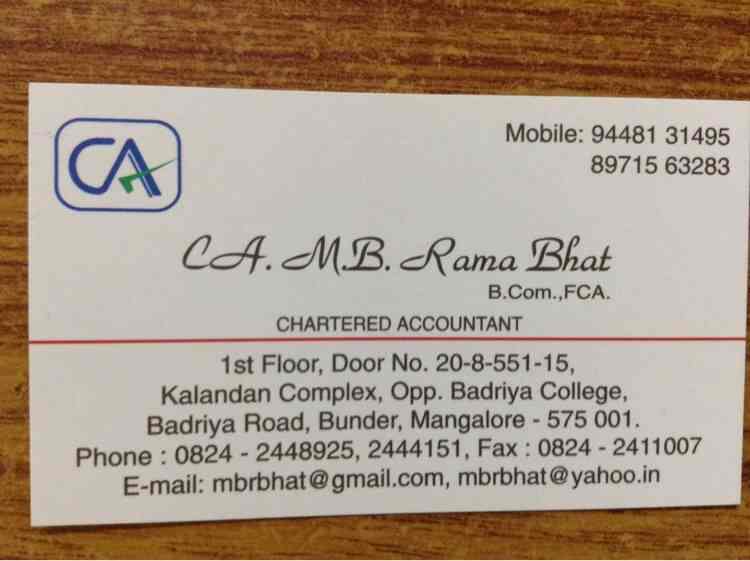 CA
Mobile: 94481 31495
89715 63283
CA. M.B. Rama Bhat
B.Com.,FCA.
CHARTERED ACCOUNTANT
1st Floor, Door No. 20-8-551-15,
Kalandan Complex, Opp. Badriya College,
Badriya Road, Bunder, Mangalore - 575 001.
Phone : 0824 - 2448925, 2444151, Fax : 0824 - 2411007
E-mail: mbrbhat@gmail.com, mbrbhat@yahoo.in